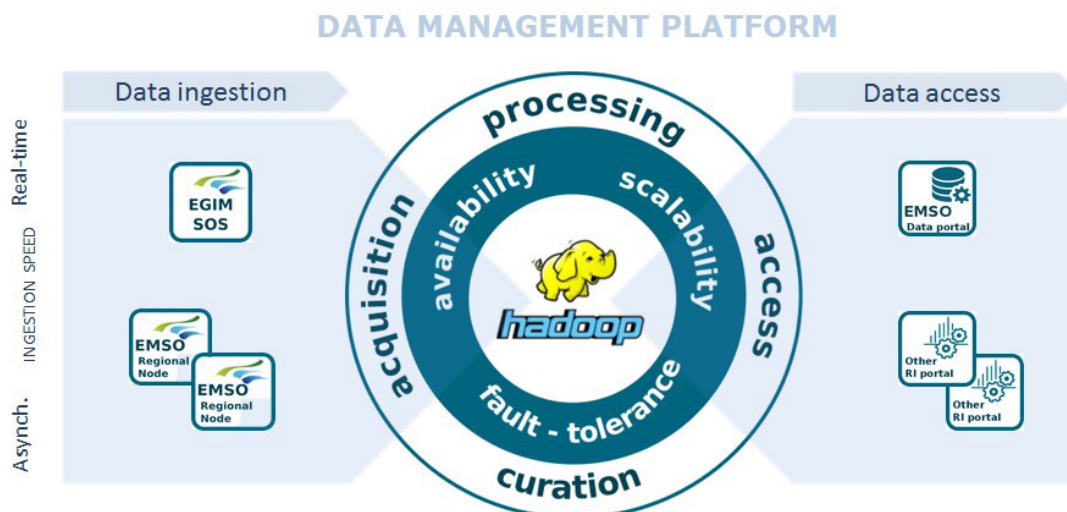 DATA MANAGEMENT PLATFORM
Data ingestion
Data access
Real-time
INGESTION SPEED
Asynch.
EGIM
SOS
EMSO
Regional
Node
EMSO
Regional
Node
processing
acquisition
access
curation
availability
scalability
fault - tolerance
hadoop
EMSO
Data portal
Other
RI portal
Other
RI portal